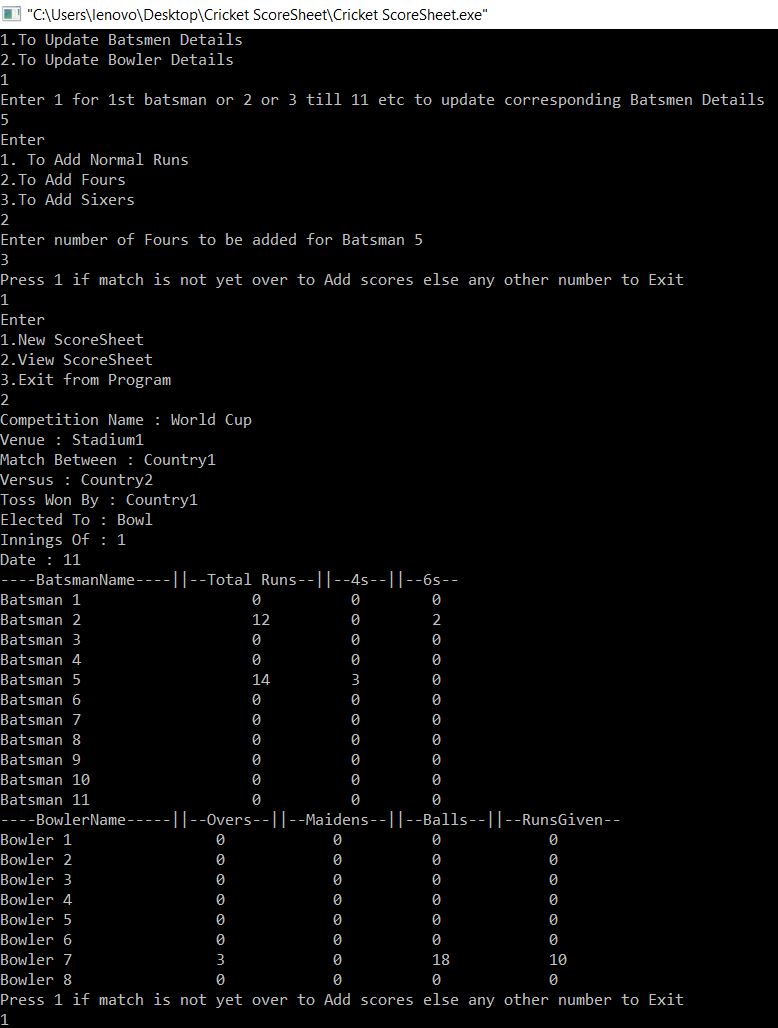 "C:\Users\lenovo\Desktop\Cricket ScoreSheet\Cricket ScoreSheet.exe"
1.To Update Batsmen Details
2.To Update Bowler Details
1
Enter 1 for 1st batsman or 2 or 3 till 11 etc to update corresponding Batsmen Details
5
Enter
1. To Add Normal Runs
2.To Add Fours
3.To Add Sixers
2
Enter number of Fours to be added for Batsman 5
3
Press 1 if match is not yet over to Add scores else any other number to Exit
1
Enter
1.New ScoreSheet
2.View ScoreSheet
3.Exit from Program
2
Competition Name : World Cup
Venue : Stadium1
Match Between : Country1
Versus : Country2
Toss Won By : Country1
Elected To : Bowl
Innings Of : 1
Date : 11
----BatsmanName----||--Total Runs--||--4s--||--6s--
Batsman 1 0 0 0
Batsman 2 12 0 2
Batsman 3 0 0 0
Batsman 4 0 0 0
Batsman 5 14 3 0
Batsman 6 0 0 0
Batsman 7 0 0 0
Batsman 8 0 0 0
Batsman 9 0 0 0
Batsman 10 0 0 0
Batsman 11 0 0 0
----BowlerName-----||--Overs--||--Maidens--||--Balls--||--RunsGiven--
Bowler 1 0 0 0 0
Bowler 2 0 0 0 0
Bowler 3 0 0 0 0
Bowler 4 0 0 0 0
Bowler 5 0 0 0 0
Bowler 6 0 0 0 0
Bowler 7 3 0 18 10
Bowler 8 0 0 0 0
Press 1 if match is not yet over to Add scores else any other number to Exit
1